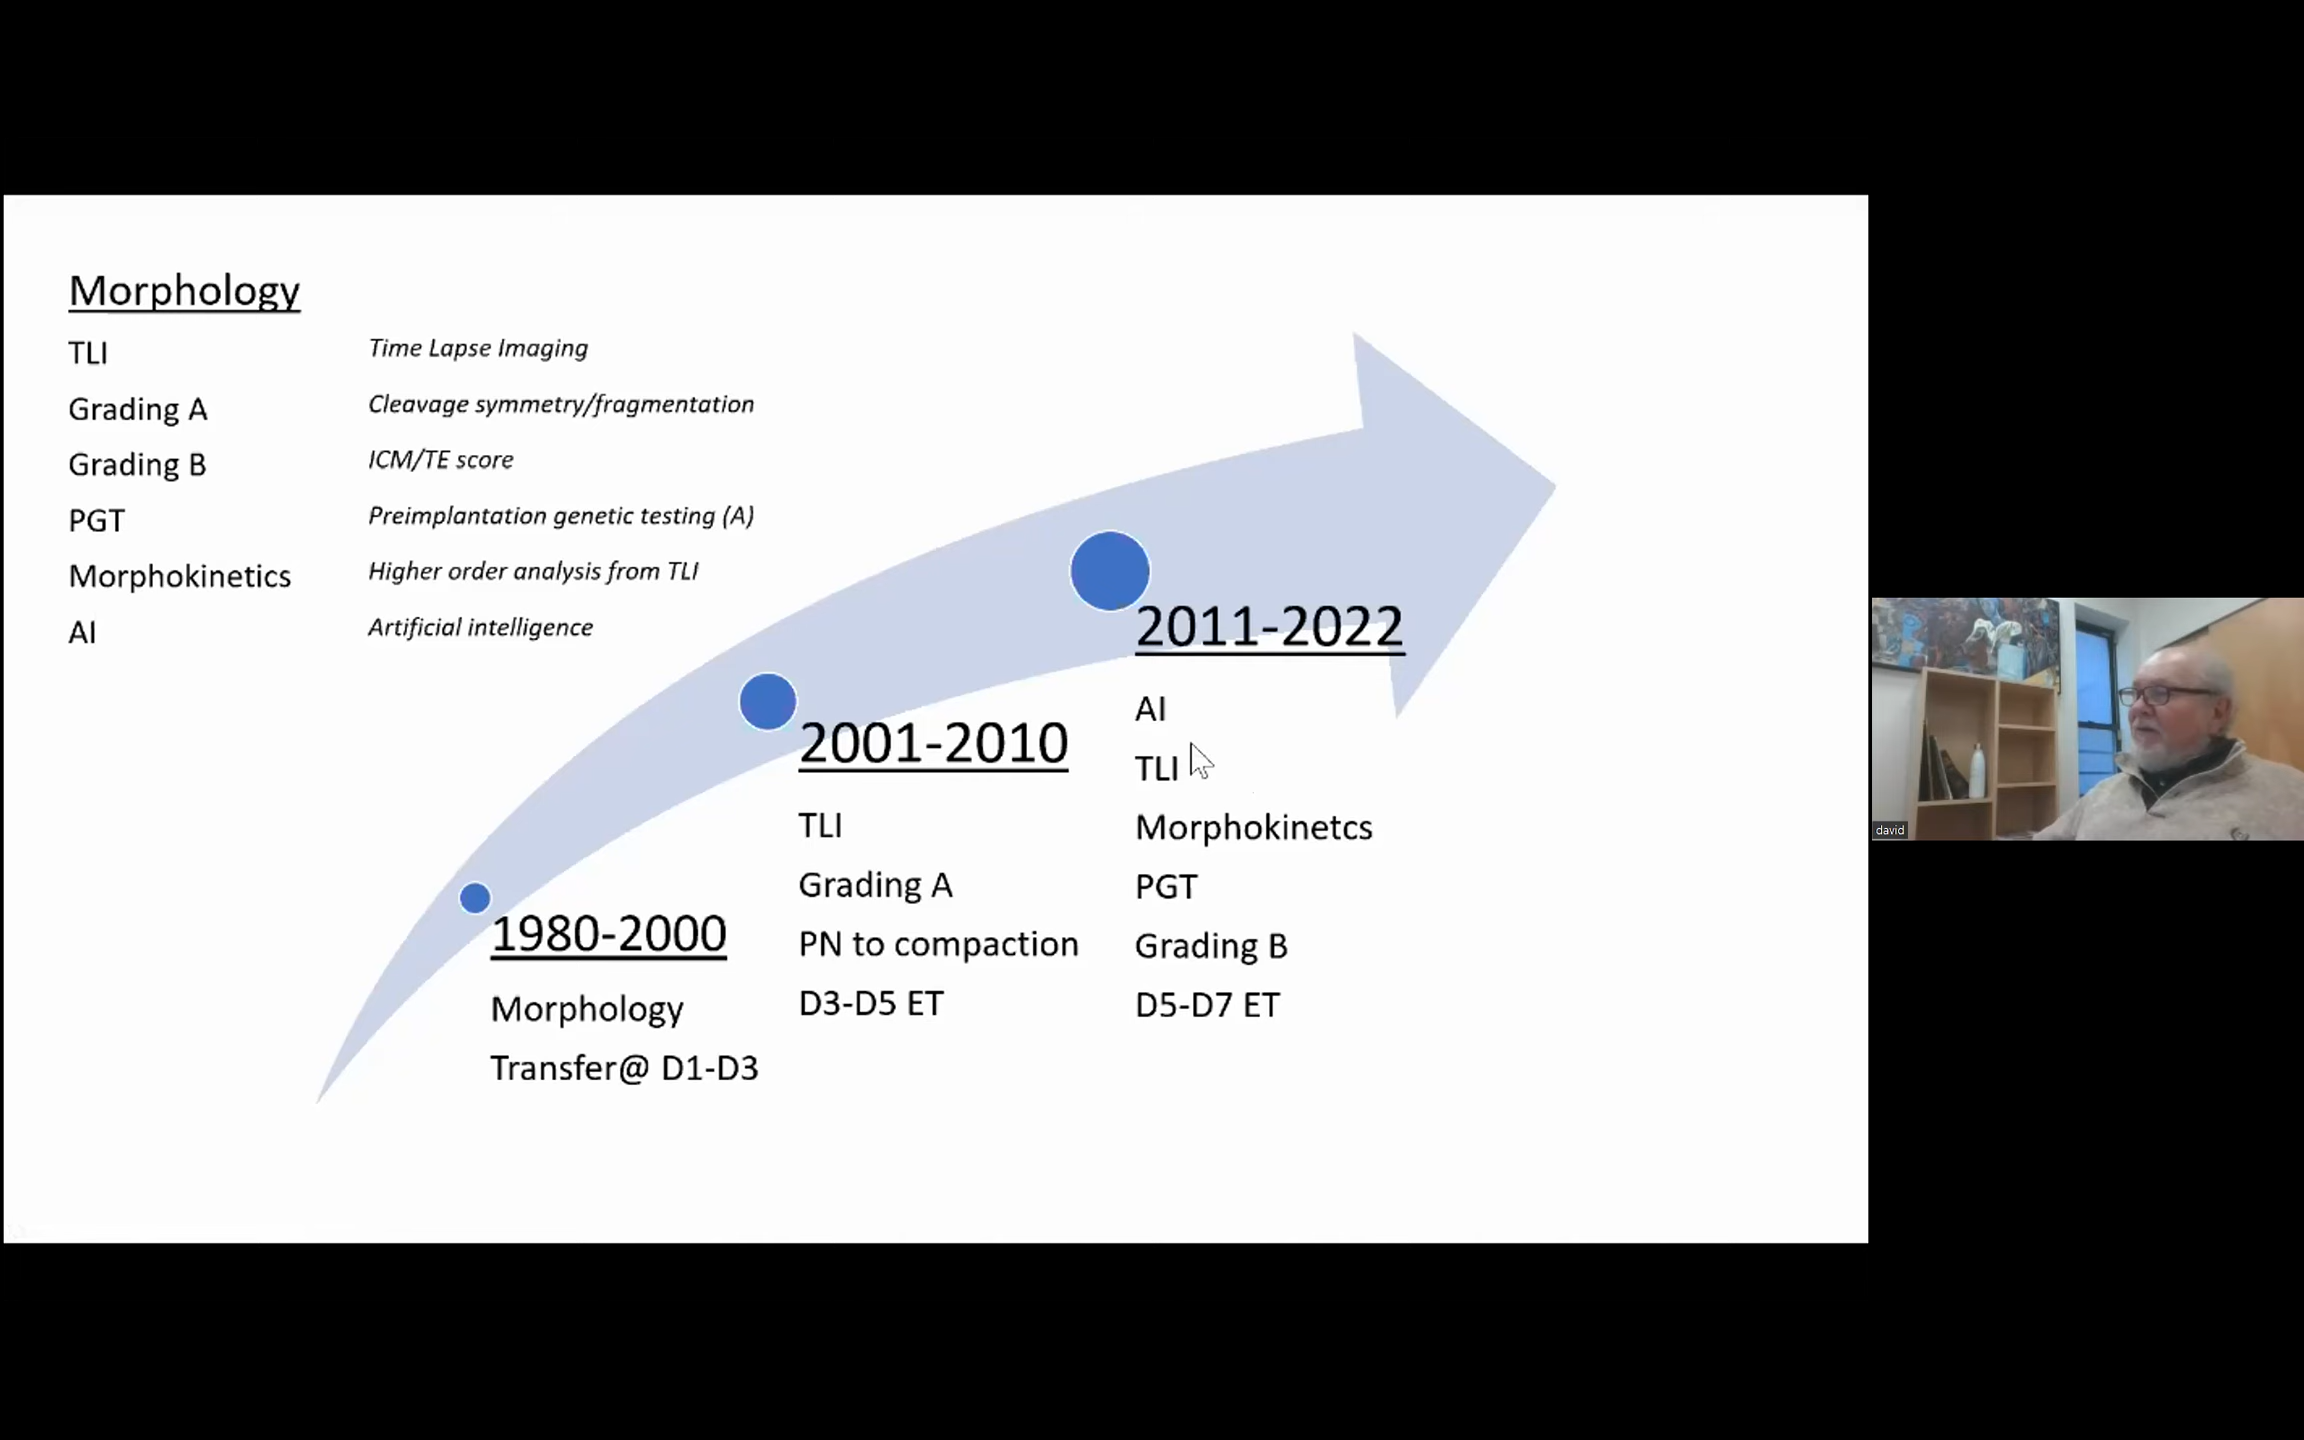 Morphology
TLI Time Lapse Imaging
Grading A Cleavage symmetry/fragmentation
Grading B ICM/TE score
PGT Preimplantation genetic testing (A)
Morphokinetics Higher order analysis from TLI
AI Artificial intelligence
1980-2000
Morphology
Transfer@ D1-D3
2001-2010
TLI
Grading A
PN to compaction
D3-D5 ET
2011-2022
AI
TLI
Morphokinetcs
PGT
Grading B
D5-D7 ET
david